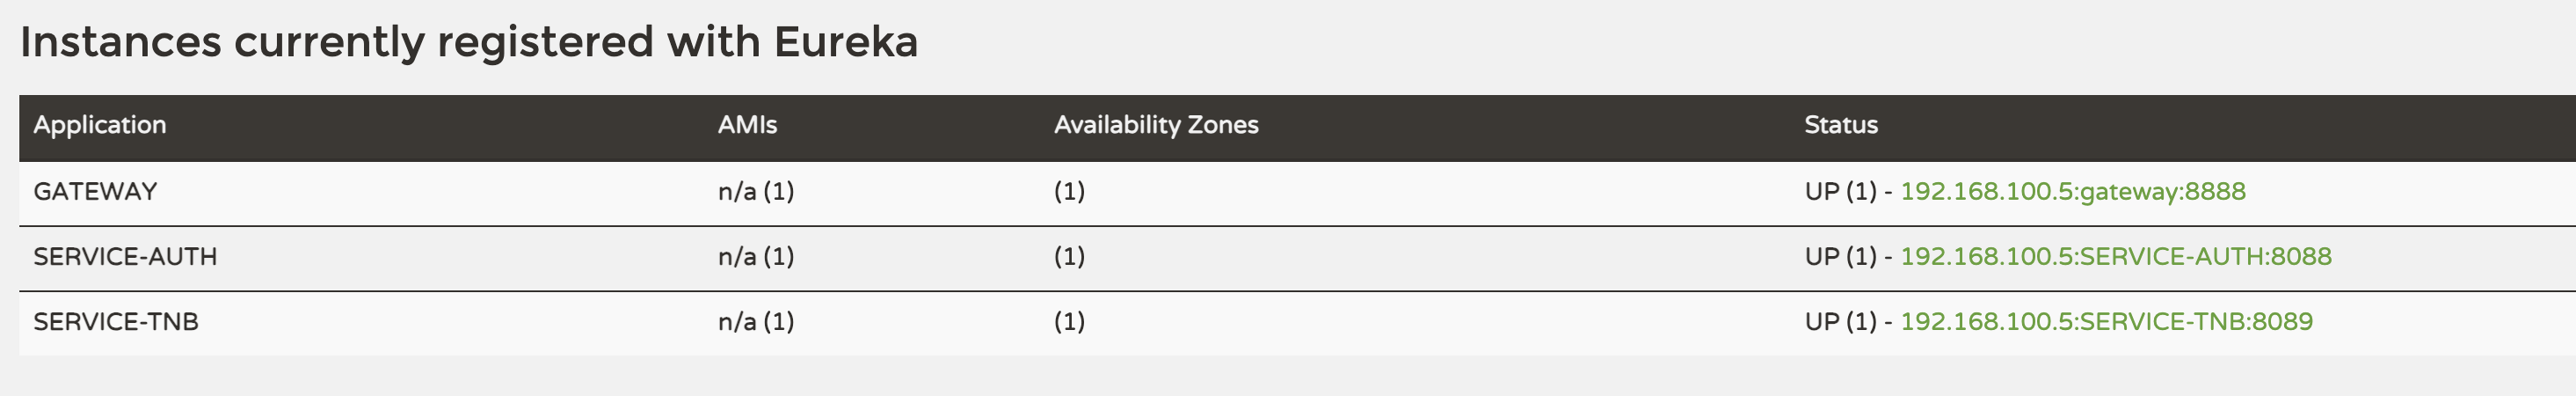 Instances currently registered with Eureka
Application AMIs Availability Zones Status
GATEWAY n/a (1) (1) UP (1) - 192.168.100.5:gateway:8888
SERVICE-AUTH n/a (1) (1) UP (1) - 192.168.100.5:SERVICE-AUTH:8088
SERVICE-TNB n/a (1) (1) UP (1) - 192.168.100.5:SERVICE-TNB:8089